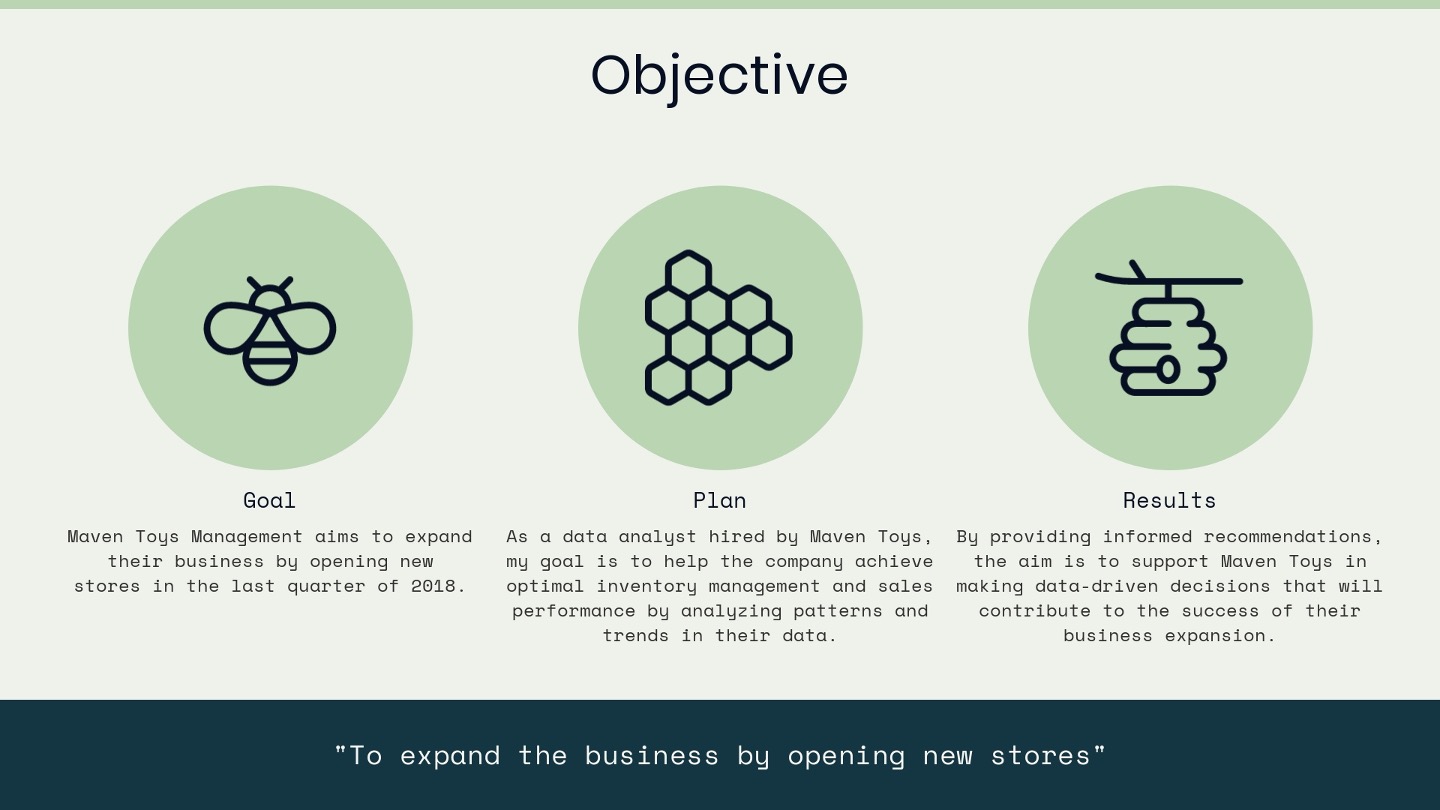 Objective
Goal
Maven Toys Management aims to expand
their business by opening new
stores in the last quarter of 2018.
Plan
As a data analyst hired by Maven Toys,
my goal is to help the company achieve
optimal inventory management and sales
performance by analyzing patterns and
trends in their data.
Results
By providing informed recommendations,
the aim is to support Maven Toys in
making data-driven decisions that will
contribute to the success of their
business expansion.
"To expand the business by opening new stores"